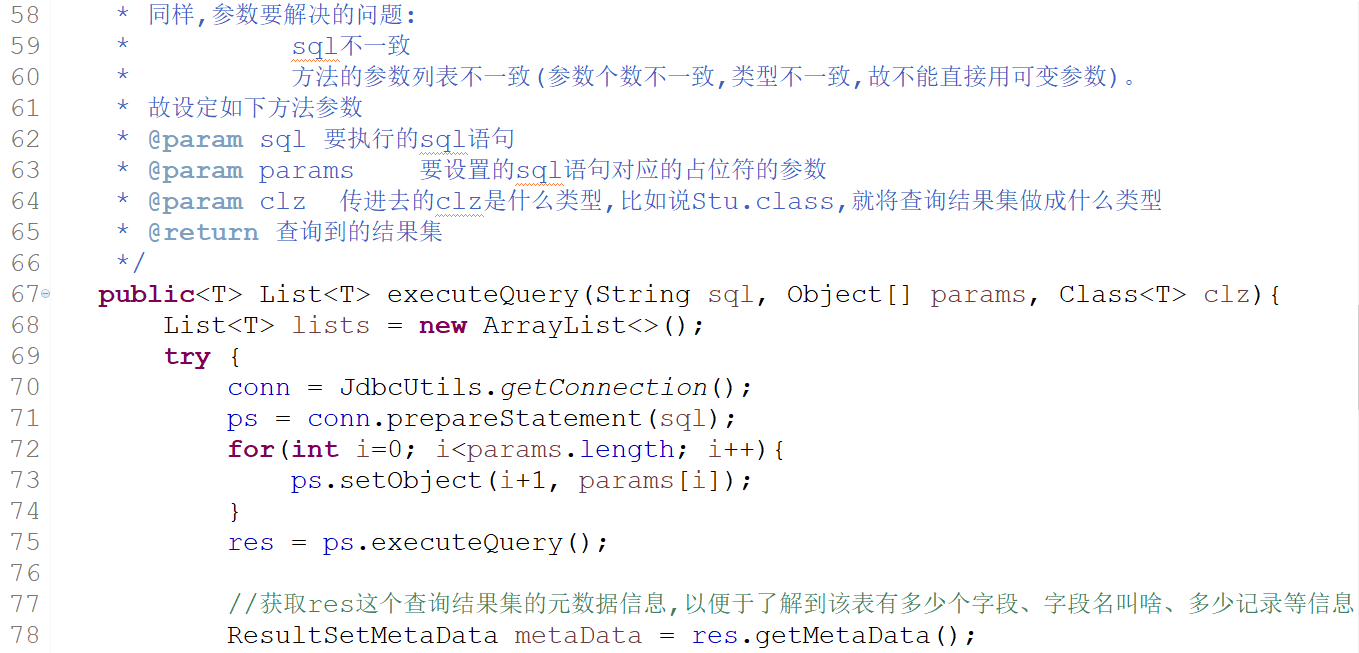 58 * 同样,参数要解决的问题:
59 * sql不一致
60 * 方法的参数列表不一致(参数个数不一致,类型不一致,故不能直接用可变参数)。
61 * 故设定如下方法参数
62 * @param sql 要执行的sql语句
63 * @param params 要设置的sql语句对应的占位符的参数
64 * @param clz 传进去的clz是什么类型,比如说Stu.class,就将查询结果集做成什么类型
65 * @return 查询到的结果集
66 */
67 public<T> List<T> executeQuery(String sql, Object[] params, Class<T> clz){
68 List<T> lists = new ArrayList<>();
69 try {
70 conn = JdbcUtils.getConnection();
71 ps = conn.prepareStatement(sql);
72 for(int i=0; i<params.length; i++){
73 ps.setObject(i+1, params[i]);
74 }
75 res = ps.executeQuery();
76
77 //获取res这个查询结果集的元数据信息,以便于了解到该表有多少个字段、字段名叫啥、多少记录等信息
78 ResultSetMetaData metaData = res.getMetaData();